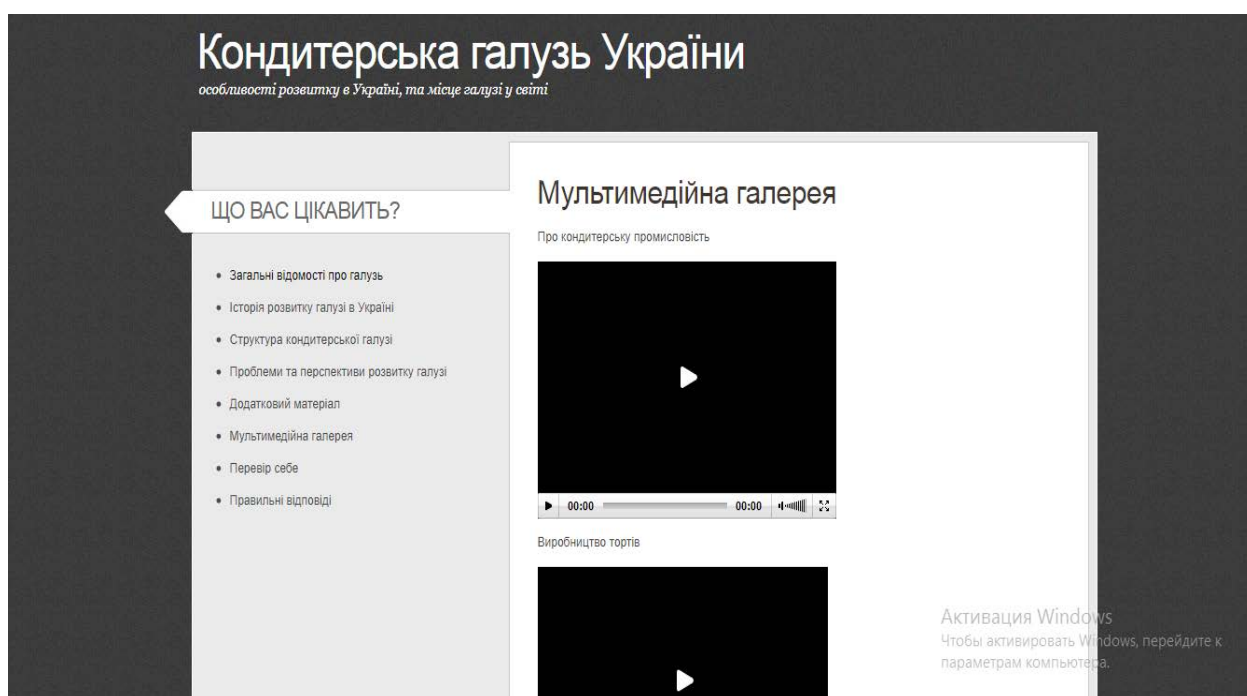 Кондитерська галузь України
особливості розвитку в Україні, та місце галузі у світі
ЩО ВАС ЦІКАВИТЬ?
Загальні відомості про галузь
Історія розвитку галузі в Україні
Структура кондитерської галузі
Проблеми та перспективи розвитку галузі
Додатковий матеріал
Мультимедійна галерея
Перевір себе
Правильні відповіді
Мультимедійна галерея
Про кондитерську промисловість
00:00 00:00
Виробництво тортів
Активация Windows
Чтобы активировать Windows, перейдите к
параметрам компьютера.